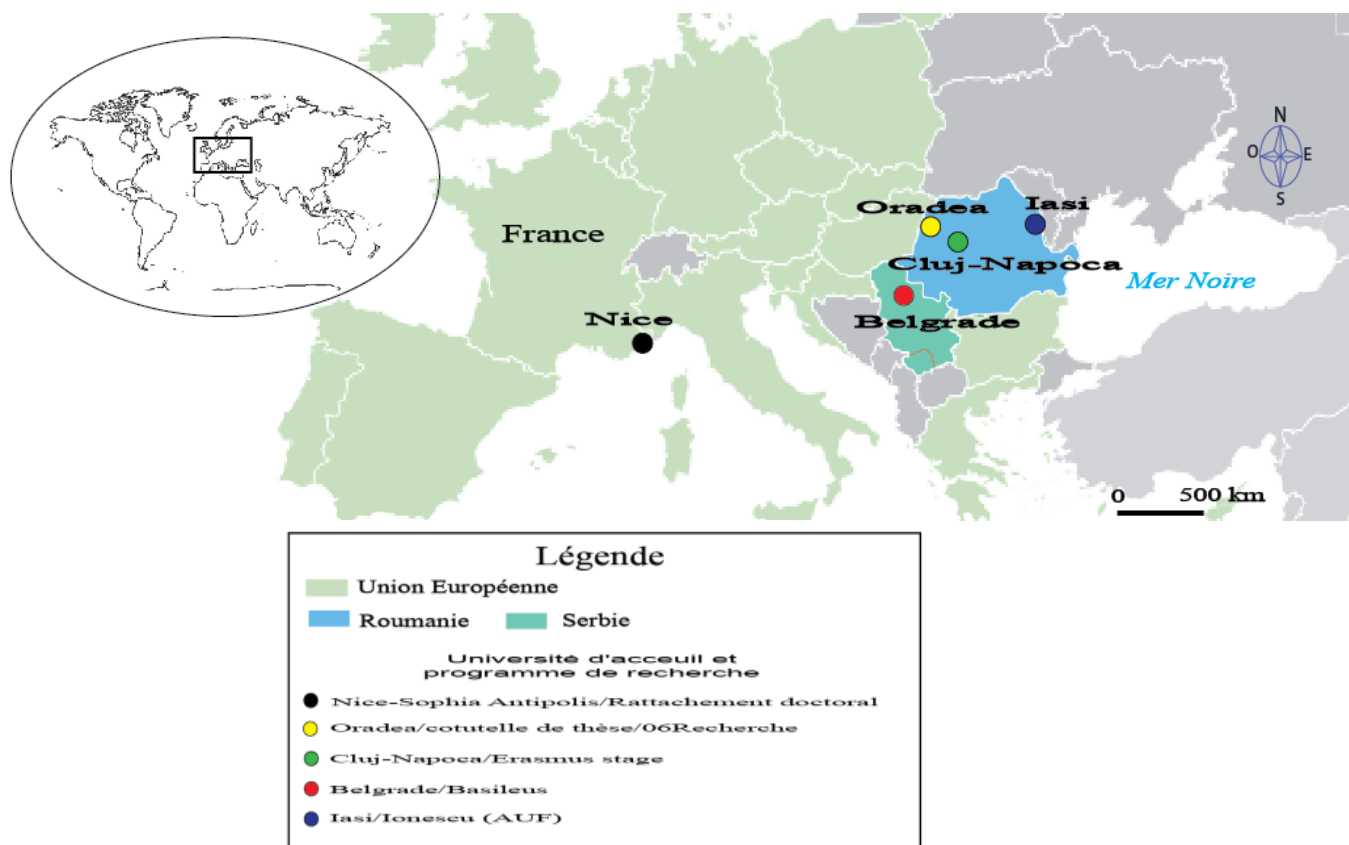 N
O
E
S
Oradea
Iasi
France
Cluj-Napoca
Mer Noire
Nice
Belgrade
0 500 km
Légende
Union Européenne
Roumanie
Serbie
Université d'acceuil et
programme de recherche
Nice-Sophia Antipolis/Rattachement doctoral
Oradea/cotutelle de thèse/06Recherche
Cluj-Napoca/Erasmus stage
Belgrade/Basileus
Iasi/Ionescu (AUF)